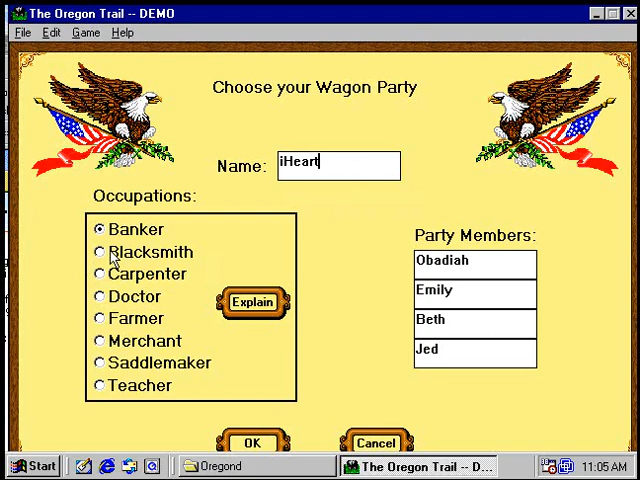 The Oregon Trail -- DEMO
File Edit Game Help
Choose your Wagon Party
Name: iHeart
Occupations:
Banker
Blacksmith
Carpenter
Doctor
Farmer
Merchant
Saddlemaker
Teacher
Explain
Party Members:
Obadiah
Emily
Beth
Jed
OK Cancel
Start Oregond The Oregon Trail -- D... 11:05 AM